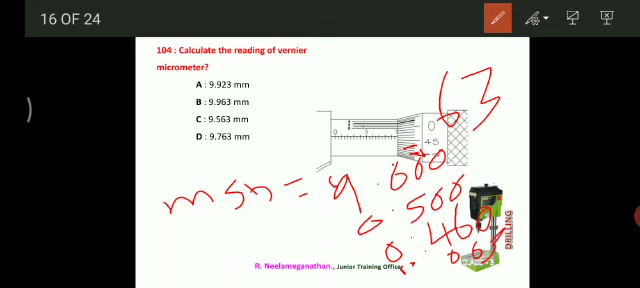 16 OF 24
104 : Calculate the reading of vernier
micrometer?
A : 9.923 mm
B : 9.963 mm
C : 9.563 mm
D : 9.763 mm
63
0 5
0
45
msr = 9.000
0.500
0.460
DRILLING
R. Neelameganathan., Junior Training Officer